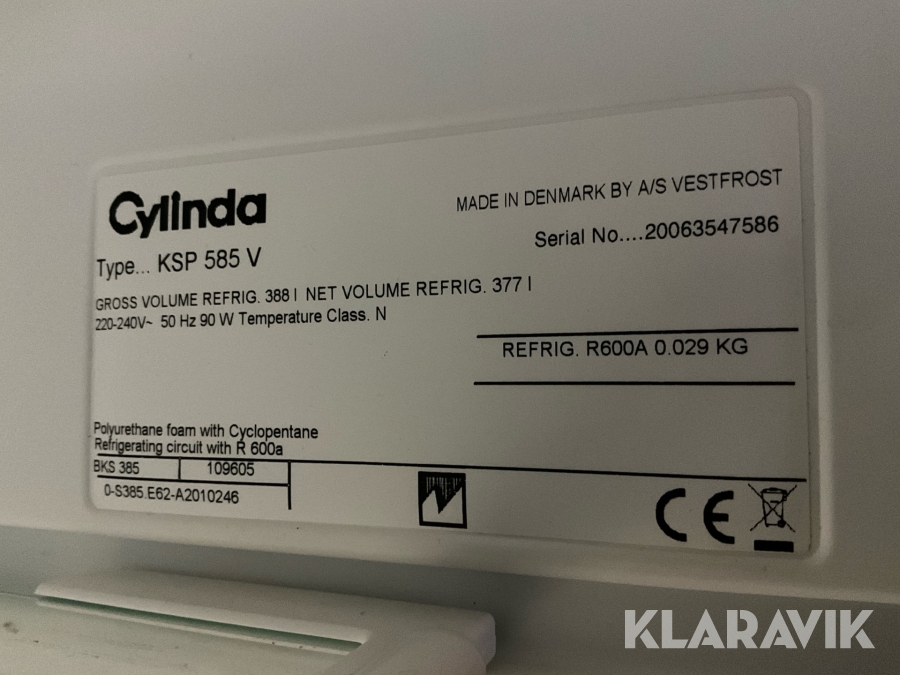 Cylinda
MADE IN DENMARK BY A/S VESTFROST
Type... KSP 585 V
Serial No....20063547586
GROSS VOLUME REFRIG. 388 l NET VOLUME REFRIG. 377 l
220-240V~ 50 Hz 90 W Temperature Class. N
REFRIG. R600A 0.029 KG
Polyurethane foam with Cyclopentane
Refrigerating circuit with R 600a
BKS 385 109605
0-S385.E62-A2010246
CE
KLARAVIK